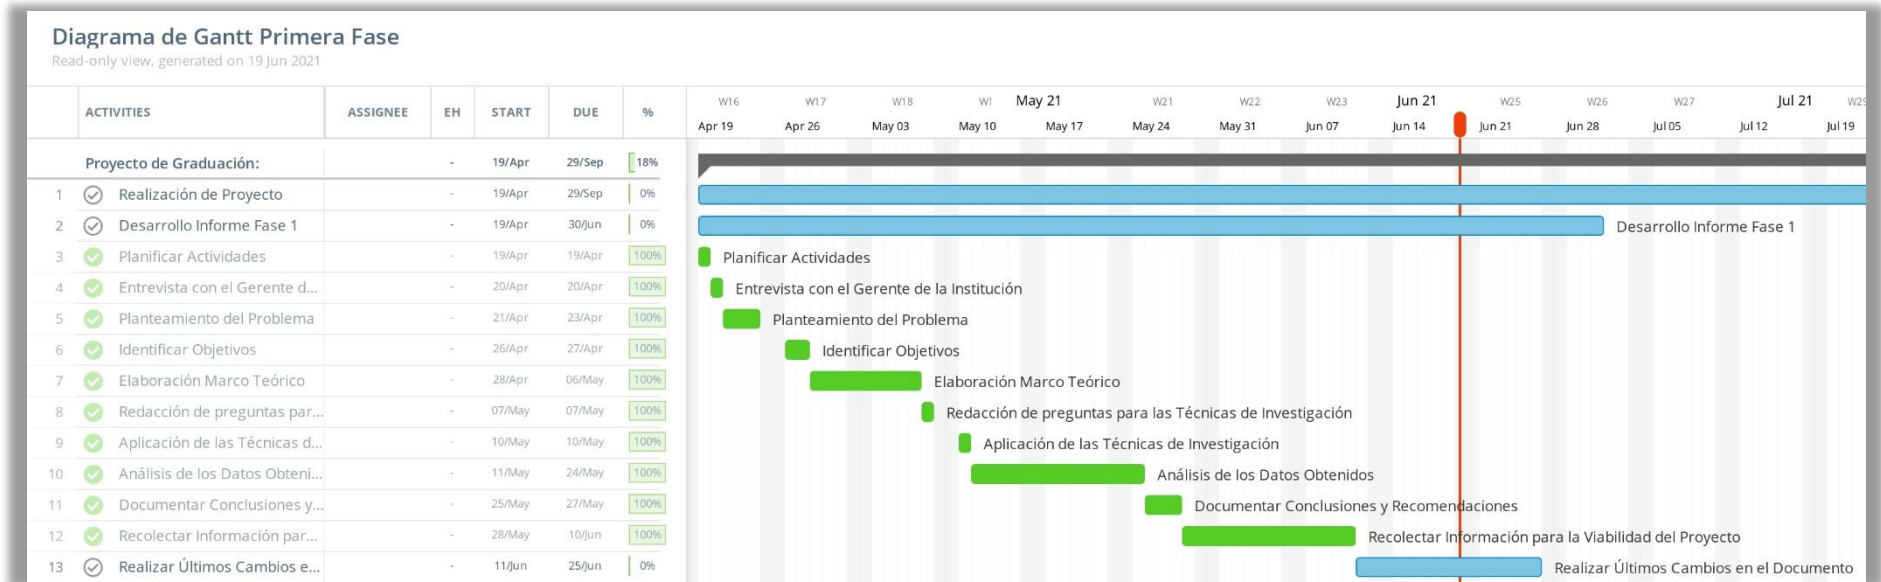 Diagrama de Gantt Primera Fase
Read-only view, generated on 19 Jun 2021
ACTIVITIES ASSIGNEE EH START DUE %
W16 W17 W18 W1 May 21 W21 W22 W23 Jun 21 W25 W26 W27 Jul 21 W29
Apr 19 Apr 26 May 03 May 10 May 17 May 24 May 31 Jun 07 Jun 14 Jun 21 Jun 28 Jul 05 Jul 12 Jul 19
Proyecto de Graduación: - 19/Apr 29/Sep 18%
1 Realización de Proyecto - 19/Apr 29/Sep 0%
2 Desarrollo Informe Fase 1 - 19/Apr 30/Jun 0% Desarrollo Informe Fase 1
3 Planificar Actividades - 19/Apr 19/Apr 100% Planificar Actividades
4 Entrevista con el Gerente d... - 20/Apr 20/Apr 100% Entrevista con el Gerente de la Institución
5 Planteamiento del Problema - 21/Apr 23/Apr 100% Planteamiento del Problema
6 Identificar Objetivos - 26/Apr 27/Apr 100% Identificar Objetivos
7 Elaboración Marco Teórico - 28/Apr 06/May 100% Elaboración Marco Teórico
8 Redacción de preguntas par... - 07/May 07/May 100% Redacción de preguntas para las Técnicas de Investigación
9 Aplicación de las Técnicas d... - 10/May 10/May 100% Aplicación de las Técnicas de Investigación
10 Análisis de los Datos Obteni... - 11/May 24/May 100% Análisis de los Datos Obtenidos
11 Documentar Conclusiones y... - 25/May 27/May 100% Documentar Conclusiones y Recomendaciones
12 Recolectar Información par... - 28/May 10/Jun 100% Recolectar Información para la Viabilidad del Proyecto
13 Realizar Últimos Cambios e... - 11/Jun 25/Jun 0% Realizar Últimos Cambios en el Documento